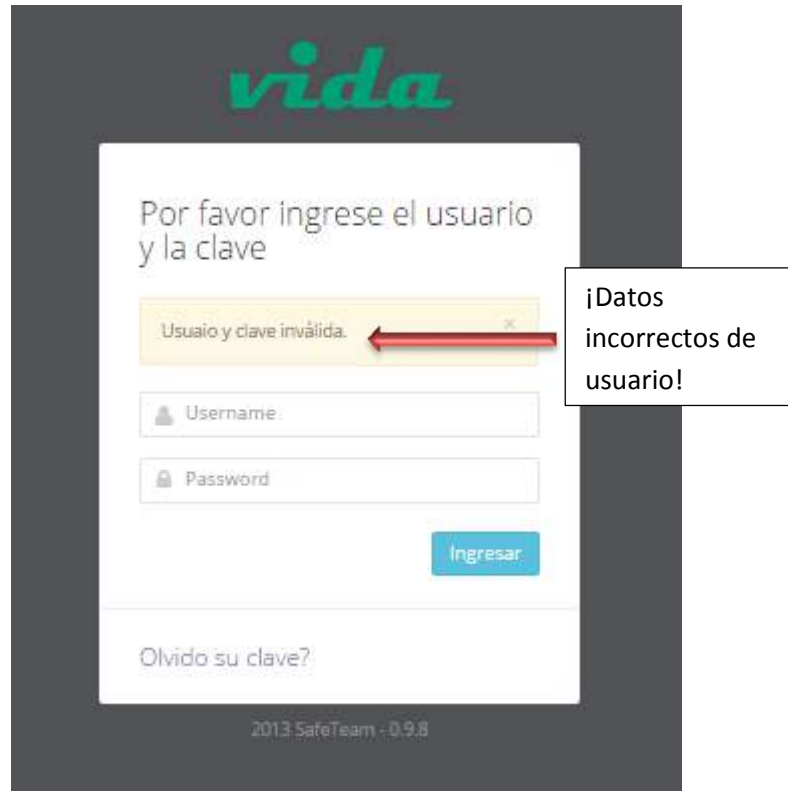 vida
Por favor ingrese el usuario
y la clave
Usuaio y clave inválida.
×
¡Datos
incorrectos de
usuario!
Username
Password
Ingresar
Olvido su clave?
2013 SafeTeam - 0.9.8